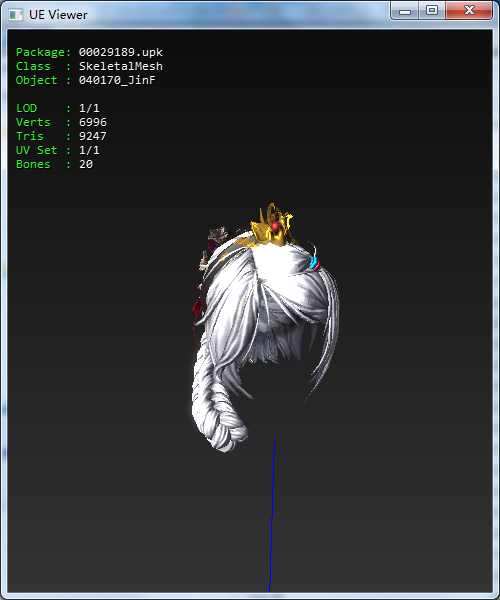 UE Viewer
Package: 00029189.upk
Class  : SkeletalMesh
Object : 040170_JinF
LOD    : 1/1
Verts  : 6996
Tris   : 9247
UV Set : 1/1
Bones  : 20